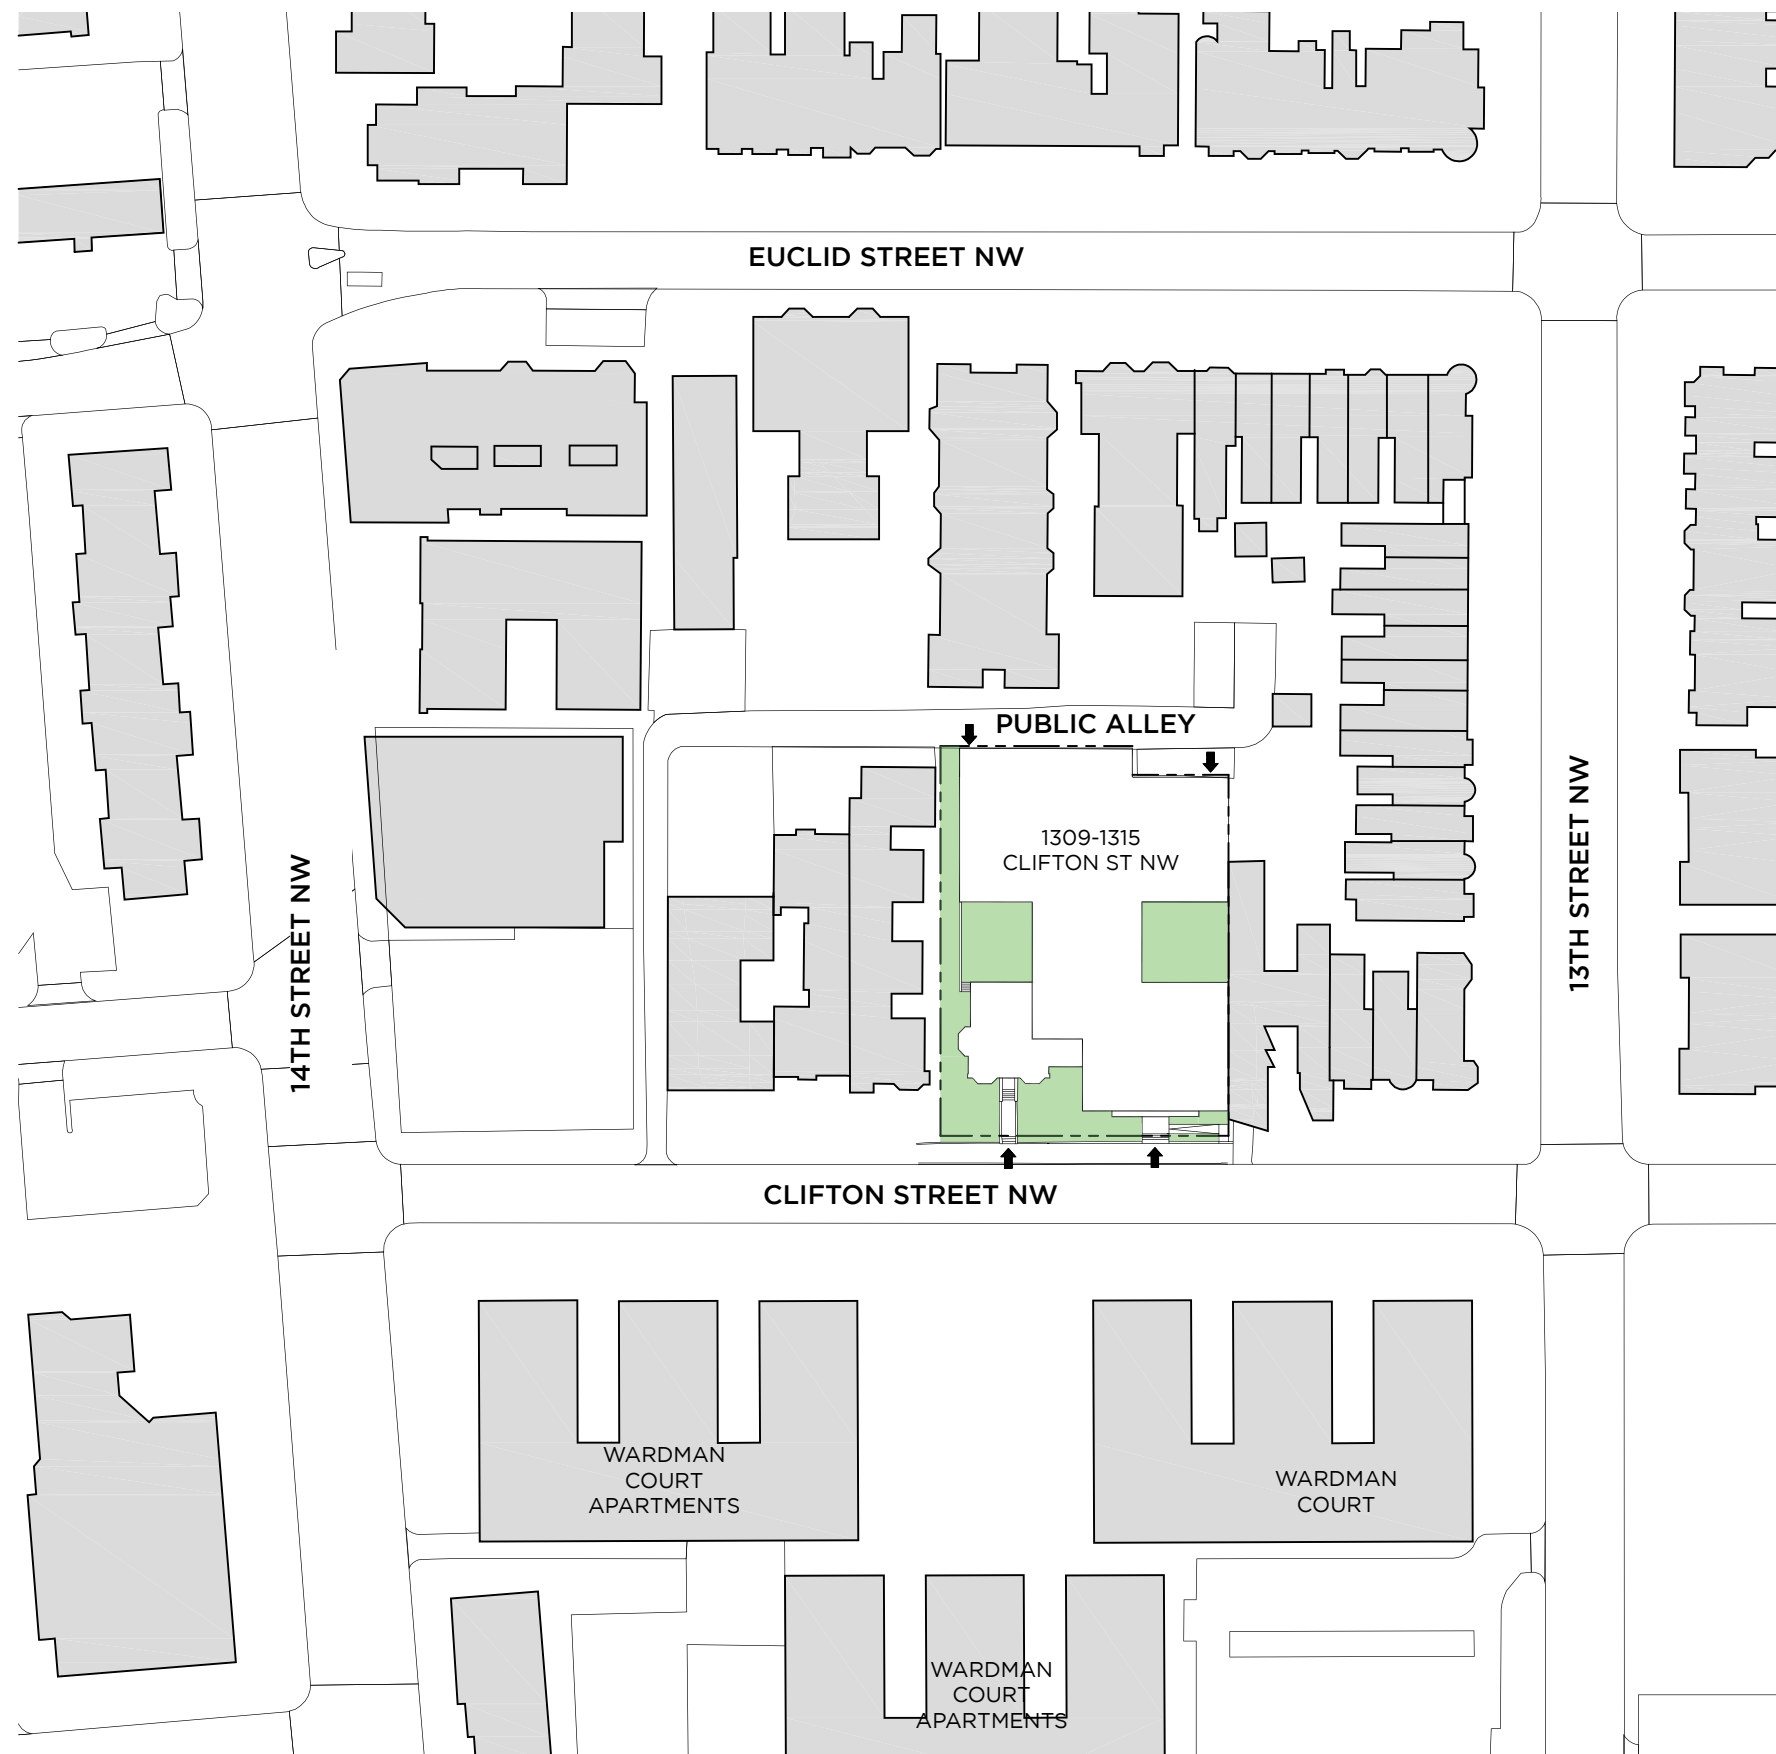 EUCLID STREET NW
PUBLIC ALLEY
1309-1315
CLIFTON ST NW
13TH STREET NW
14TH STREET NW
CLIFTON STREET NW
WARDMAN
COURT
APARTMENTS
WARDMAN
COURT
WARDMAN
COURT
APARTMENTS